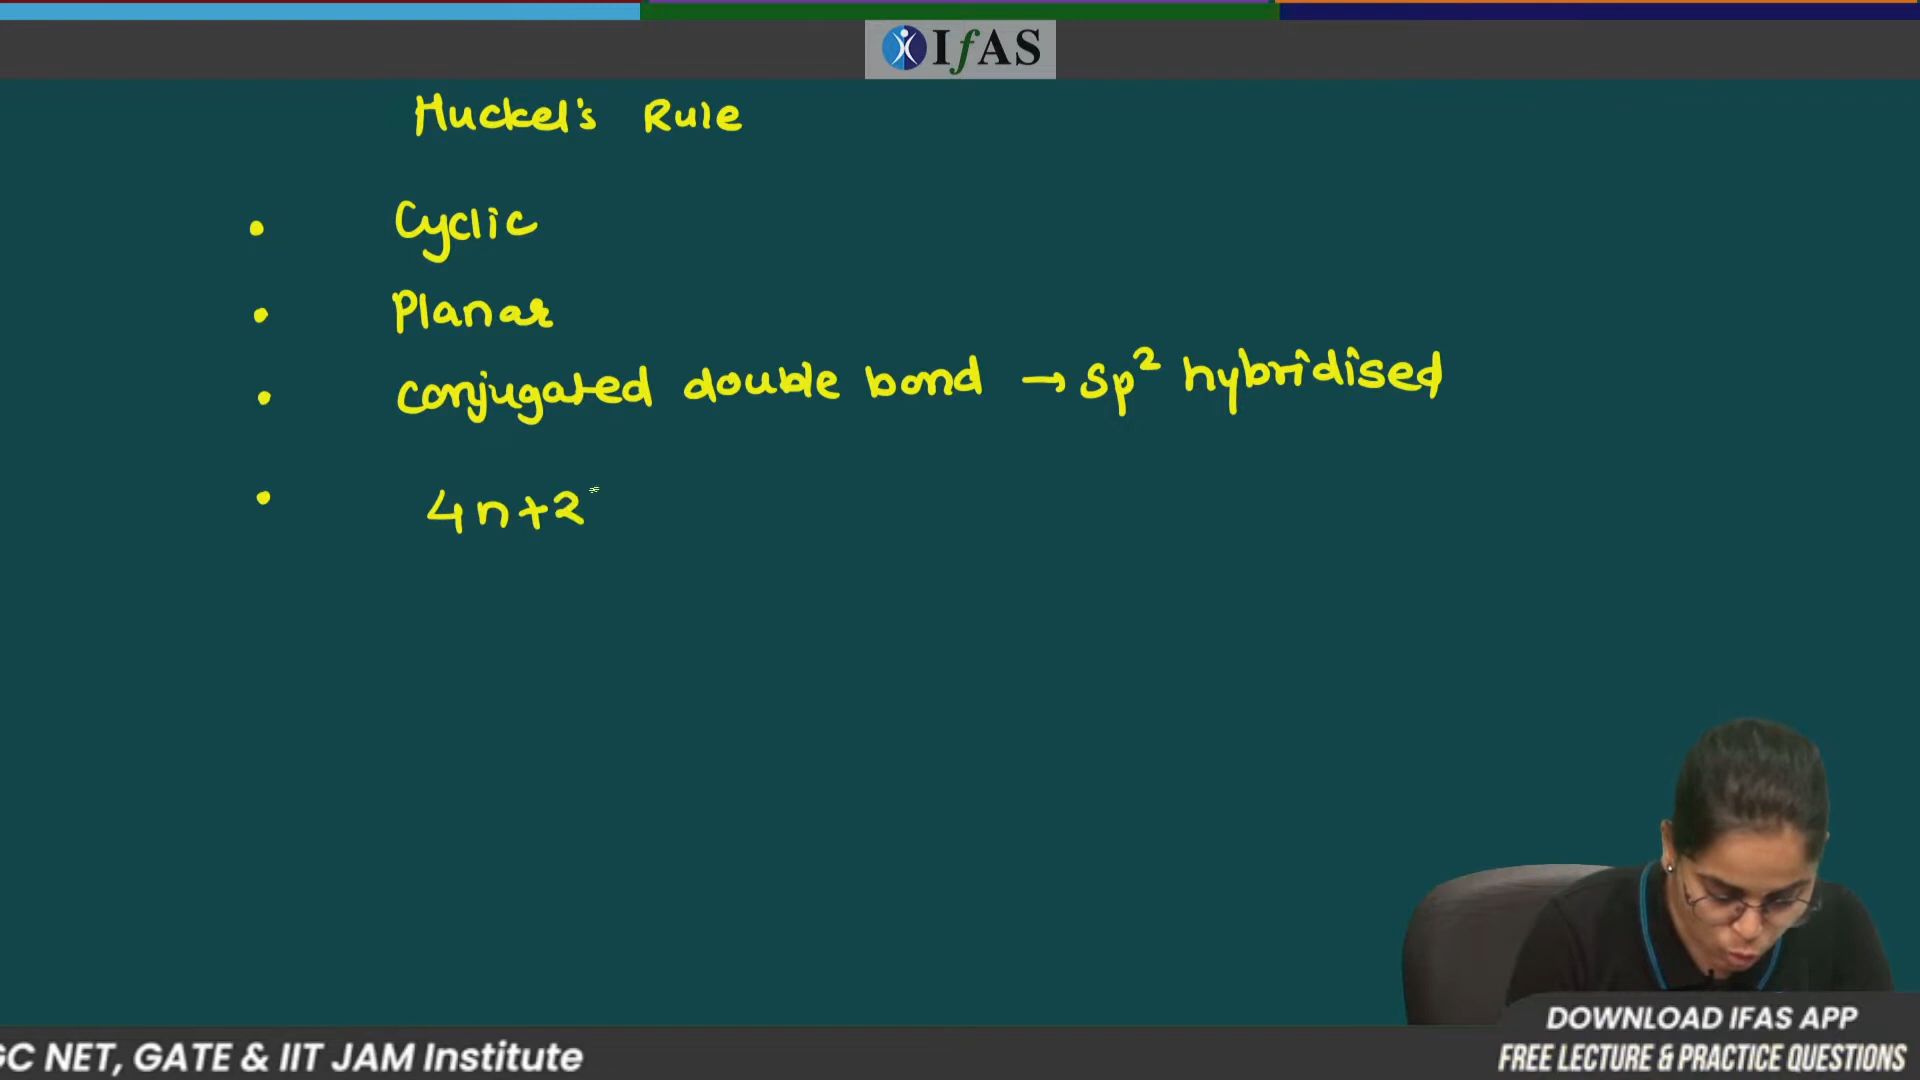 IfAS
Huckel's Rule
• Cyclic
• Planar
• conjugated double bond → sp² hybridised
• 4n+2
DOWNLOAD IFAS APP
GC NET, GATE & IIT JAM Institute
FREE LECTURE & PRACTICE QUESTIONS